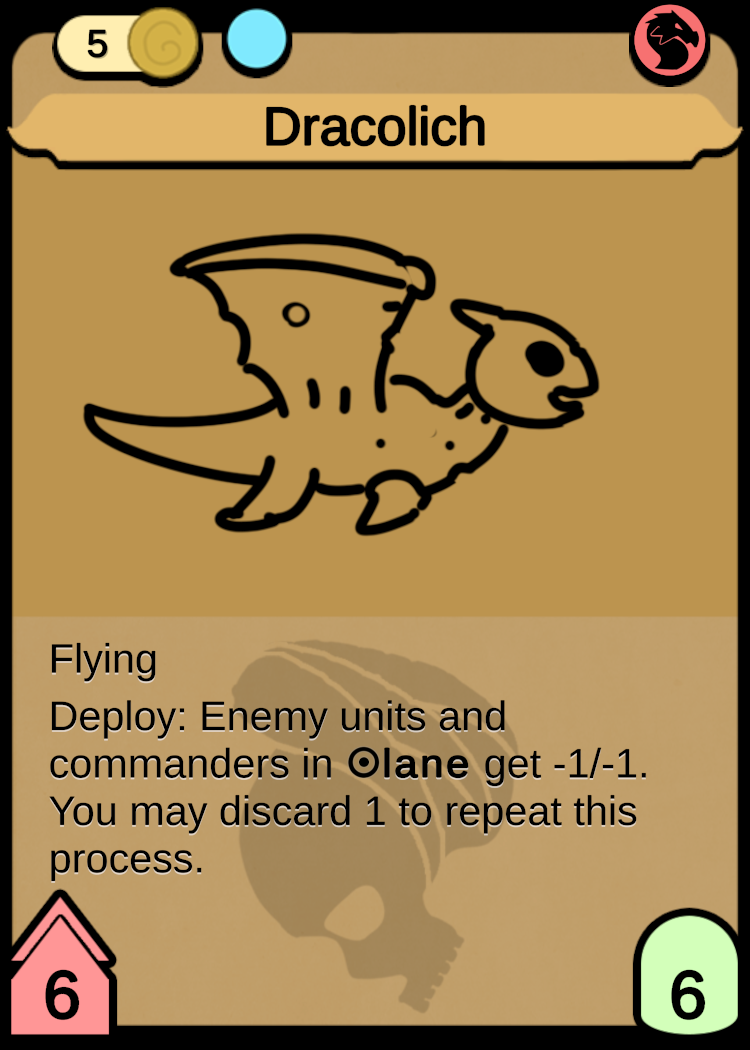 5
Dracolich
Flying
Deploy: Enemy units and
commanders in ⊙lane get -1/-1.
You may discard 1 to repeat this
process.
6
6